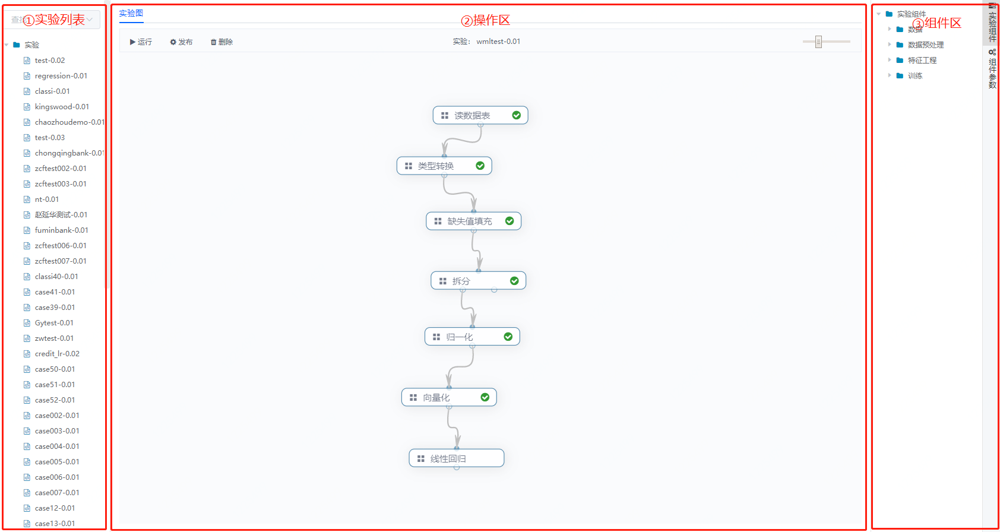 ①实验列表
实验
test-0.02
regression-0.01
classi-0.01
kingswood-0.01
chaozhoudemo-0.01
test-0.03
chongqingbank-0.01
zcftest002-0.01
zcftest003-0.01
nt-0.01
赵延华测试-0.01
fuminbank-0.01
zcftest006-0.01
zcftest007-0.01
classi40-0.01
case41-0.01
case39-0.01
Gytest-0.01
zwtest-0.01
credit_lr-0.02
case50-0.01
case51-0.01
case52-0.01
case002-0.01
case003-0.01
case004-0.01
case005-0.01
case006-0.01
case007-0.01
case12-0.01
case13-0.01
实验图
②操作区
运行 发布 删除 实验： wmltest-0.01
读数据表
类型转换
缺失值填充
拆分
归一化
向量化
线性回归
实验组件
③组件区
数据
数据预处理
特征工程
训练
实验组件
组件参数